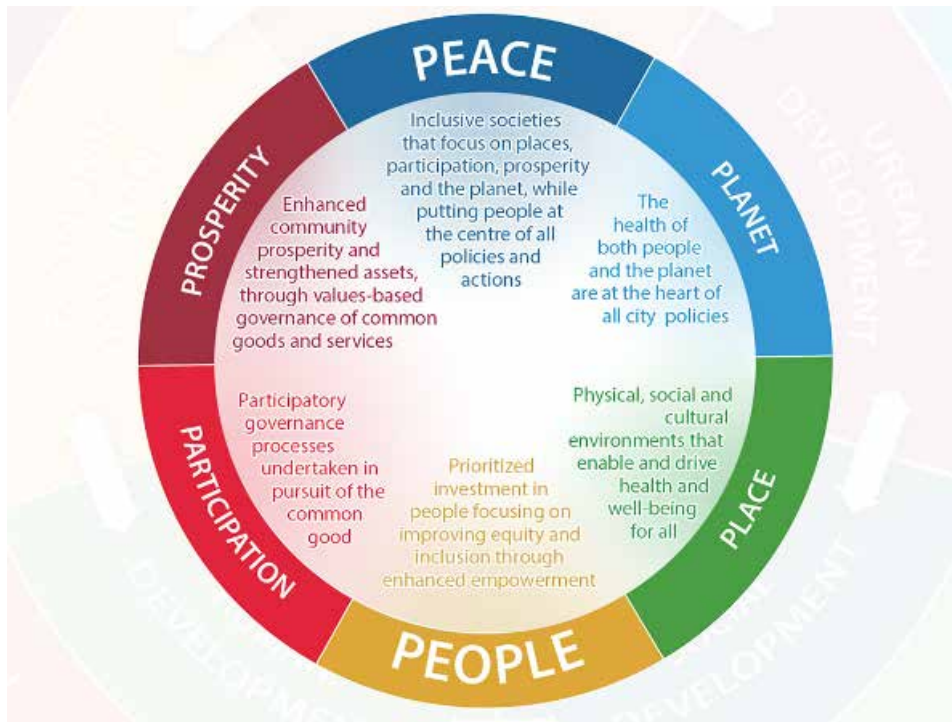 PEACE
Inclusive societies
that focus on places,
participation, prosperity
and the planet, while
putting people at
the centre of all
policies and
actions
PLANET
The
health of
both people
and the planet
are at the heart of
all city policies
PLACE
Physical, social and
cultural
environments that
enable and drive
health and
well-being
for all
PEOPLE
Prioritized
investment in
people focusing on
improving equity and
inclusion through
enhanced empowerment
PARTICIPATION
Participatory
governance
processes
undertaken in
pursuit of the
common
good
PROSPERITY
Enhanced
community
prosperity and
strengthened assets,
through values-based
governance of common
goods and services
URBAN
DEVELOPMENT
DEVELOPMENT
DEVELOPMENT